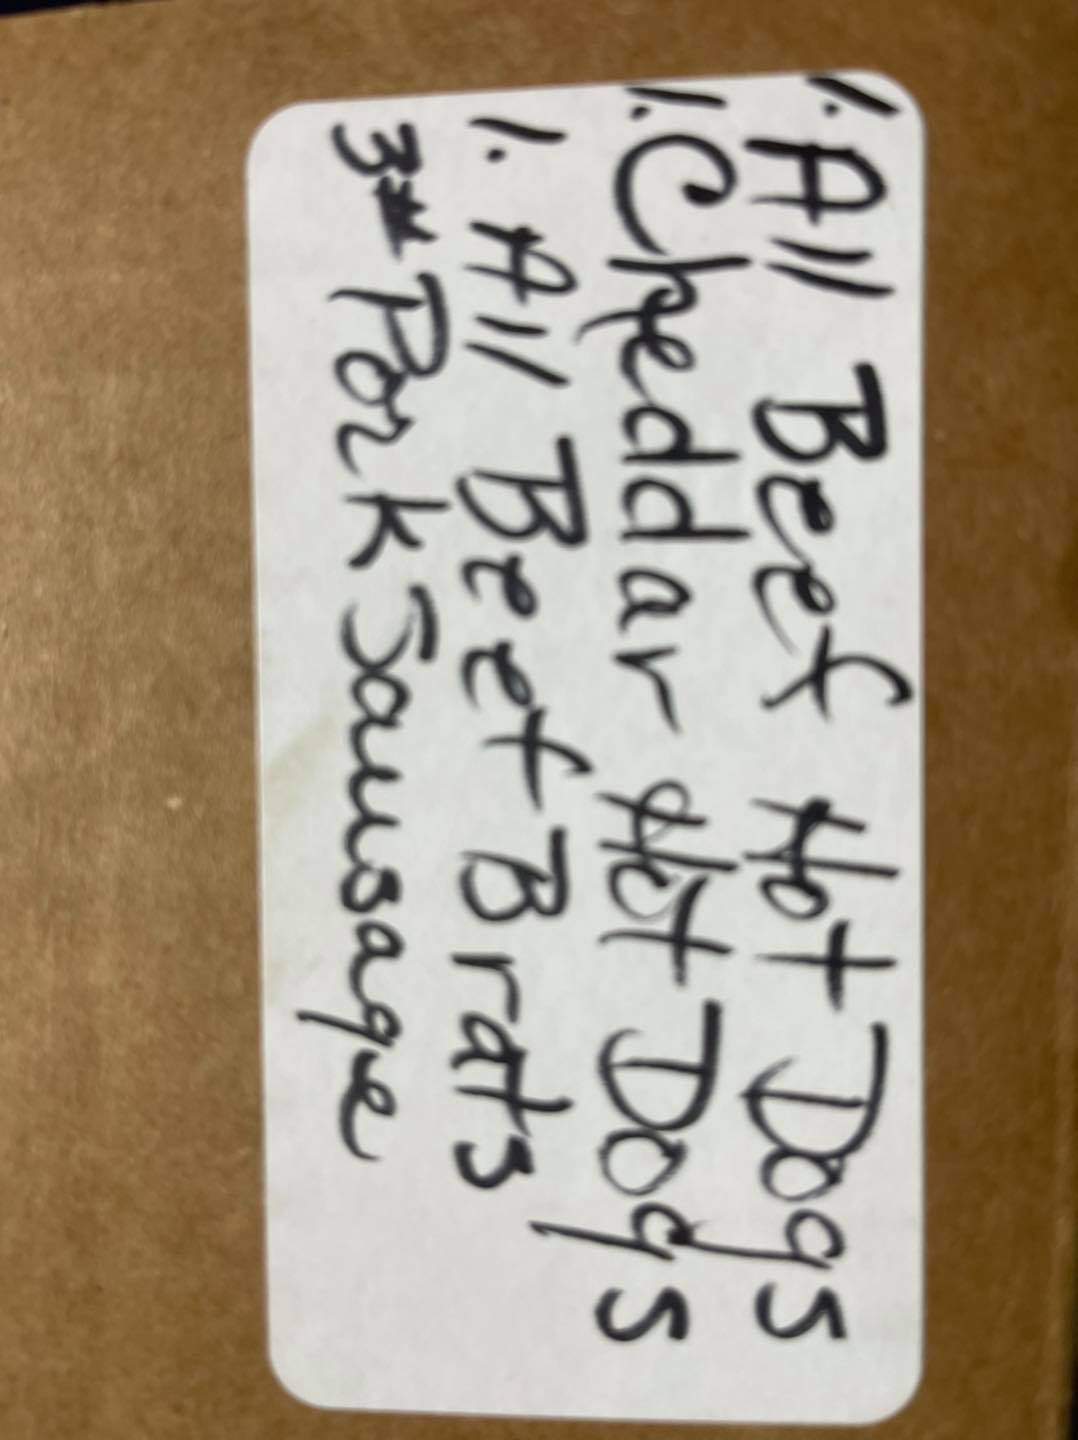 1. All Beef Hot Dogs
1. Cheddar Hot Dogs
1. All Beef Brats
3# Pork Sausage